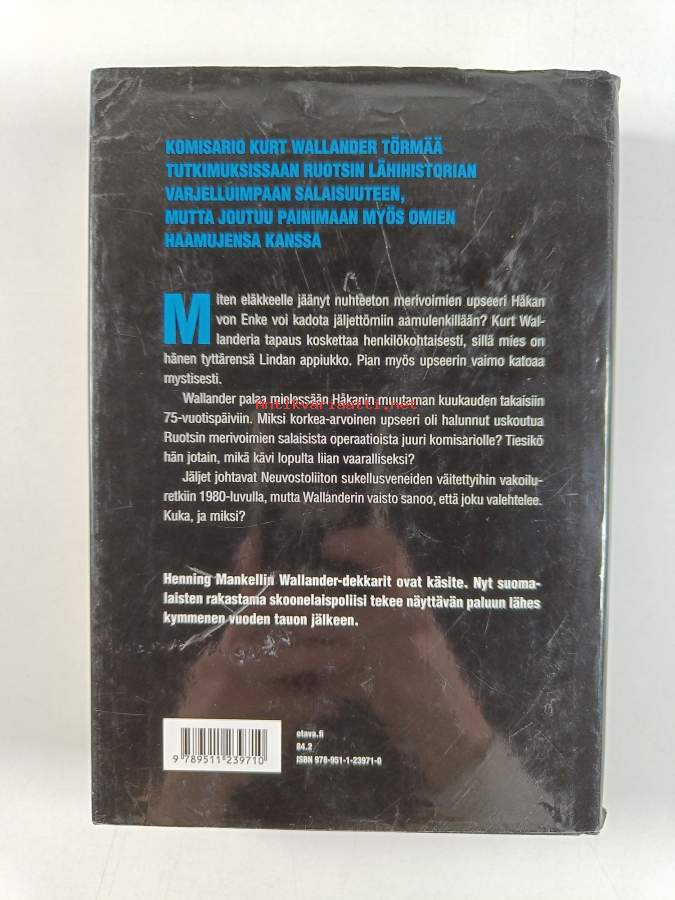 KOMISARIO KURT WALLANDER TÖRMÄÄ
TUTKIMUKSISSAAN RUOTSIN LÄHIHISTORIAN
VARJELLUIMPAAN SALAISUUTEEN,
MUTTA JOUTUU PAINIMAAN MYÖS OMIEN
HAAMUJENSA KANSSA
Miten eläkkeelle jäänyt nuhteeton merivoimien upseeri Håkan
von Enke voi kadota jäljettömiin aamulenkillään? Kurt Wal-
landeria tapaus koskettaa henkilökohtaisesti, sillä mies on
hänen tyttärensä Lindan appiukko. Pian myös upseerin vaimo katoaa
mystisesti.
Wallander palaa mielessään Håkanin muutaman kuukauden takaisiin
Antikvariaatti.net
75-vuotispäiviin. Miksi korkea-arvoinen upseeri oli halunnut uskoutua
Ruotsin merivoimien salaisista operaatioista juuri komisariolle? Tiesikö
hän jotain, mikä kävi lopulta liian vaaralliseksi?
Jäljet johtavat Neuvostoliiton sukellusveneiden väitettyihin vakoilu-
retkiin 1980-luvulla, mutta Wallanderin vaisto sanoo, että joku valehtelee.
Kuka, ja miksi?
Henning Mankellin Wallander-dekkarit ovat käsite. Nyt suoma-
laisten rakastama skoonelaispoliisi tekee näyttävän paluun lähes
kymmenen vuoden tauon jälkeen.
otava.fi
84.2
ISBN 978-951-1-23971-0
9 789511 239710